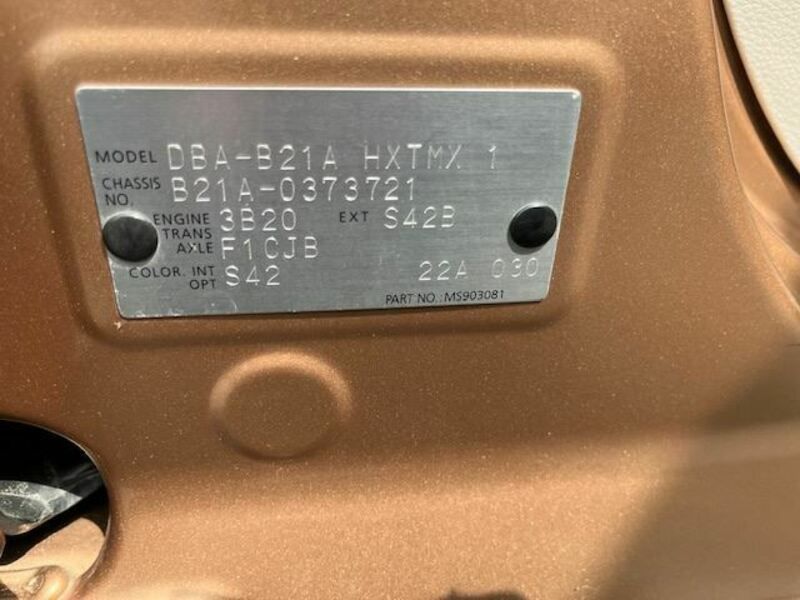 MODEL DBA-B21A HXTMX 1
CHASSIS NO. B21A-0373721
ENGINE 3B20 EXT S42B
TRANS AXLE F1CJB
COLOR. INT OPT S42 22A 030
PART NO.: MS903081